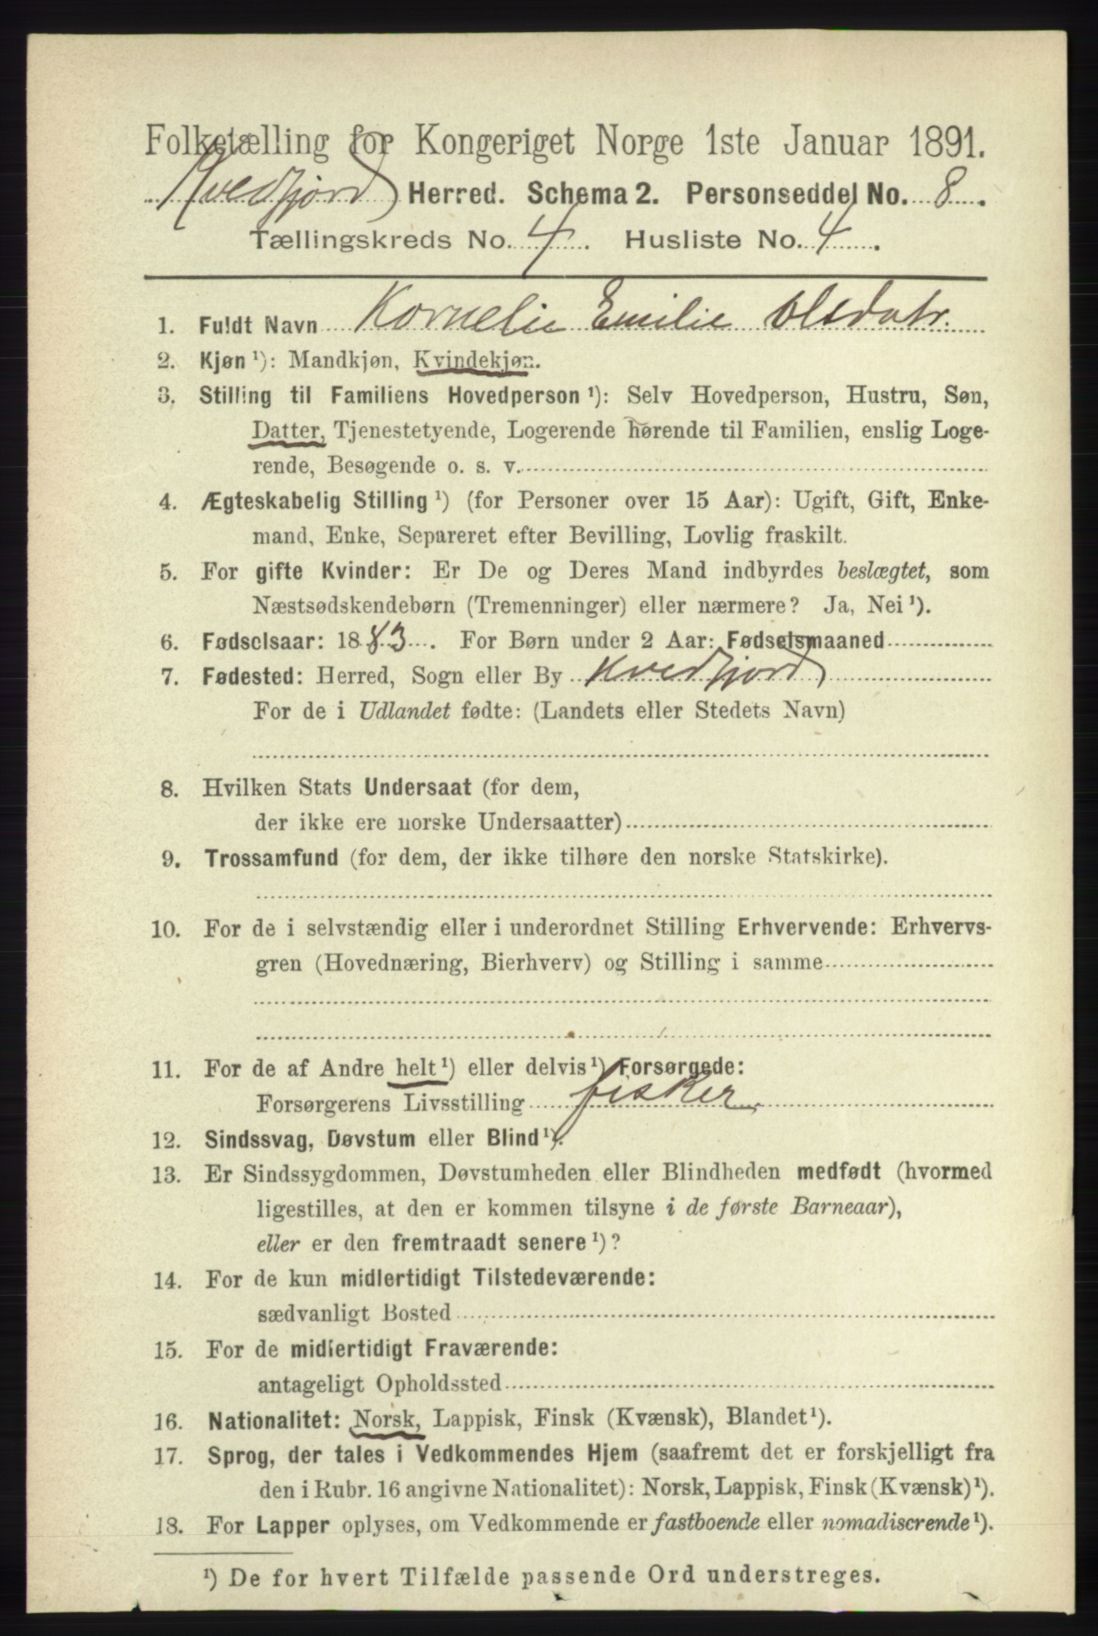 Folketælling for Kongeriget Norge 1ste Januar 1891.
Kvedfjord Herred. Schema 2. Personseddel No. 8.
Tællingskreds No. 4. Husliste No. 4.
1. Fuldt Navn Kornelie Emilie Olsdatr.
2. Kjøn ¹): Mandkjøn, Kvindekjøn.
3. Stilling til Familiens Hovedperson ¹): Selv Hovedperson, Hustru, Søn,
Datter, Tjenestetyende, Logerende hørende til Familien, enslig Loge-
rende, Besøgende o. s. v.
4. Ægteskabelig Stilling ¹) (for Personer over 15 Aar): Ugift, Gift, Enke-
mand, Enke, Separeret efter Bevilling, Lovlig fraskilt.
5. For gifte Kvinder: Er De og Deres Mand indbyrdes beslægtet, som
Næstsødskendebørn (Tremenninger) eller nærmere? Ja, Nei ¹).
6. Fødselsaar: 1883. For Børn under 2 Aar: Fødselsmaaned
7. Fødested: Herred, Sogn eller By Kvedfjord
For de i Udlandet fødte: (Landets eller Stedets Navn)
8. Hvilken Stats Undersaat (for dem,
der ikke ere norske Undersaatter)
9. Trossamfund (for dem, der ikke tilhøre den norske Statskirke).
10. For de i selvstændig eller i underordnet Stilling Erhvervende: Erhvervs-
gren (Hovednæring, Bierhverv) og Stilling i samme
11. For de af Andre helt ¹) eller delvis ¹) Forsørgede:
Forsørgerens Livsstilling fisker
12. Sindssvag, Døvstum eller Blind ¹).
13. Er Sindssygdommen, Døvstumheden eller Blindheden medfødt (hvormed
ligestilles, at den er kommen tilsyne i de første Barneaar),
eller er den fremtraadt senere ¹)?
14. For de kun midlertidigt Tilstedeværende:
sædvanligt Bosted
15. For de midlertidigt Fraværende:
antageligt Opholdssted
16. Nationalitet: Norsk, Lappisk, Finsk (Kvænsk), Blandet ¹).
17. Sprog, der tales i Vedkommendes Hjem (saafremt det er forskjelligt fra
den i Rubr. 16 angivne Nationalitet): Norsk, Lappisk, Finsk (Kvænsk) ¹).
18. For Lapper oplyses, om Vedkommende er fastboende eller nomadiserende ¹).
¹) De for hvert Tilfælde passende Ord understreges.